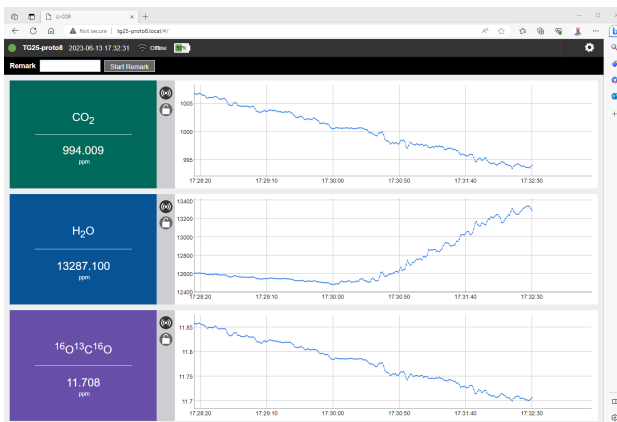 LI-COR
Not secure | tg25-proto8.local/#/
TG25-proto8 2023-06-13 17:32:31 Offline
Remark Start Remark
CO2
994.009
ppm
1005
1000
995
17:28:20 17:29:10 17:30:00 17:30:50 17:31:40 17:32:30
H2O
13287.100
ppm
13400
13200
13000
12800
12600
12400
17:28:20 17:29:10 17:30:00 17:30:50 17:31:40 17:32:30
16O13C16O
11.708
ppm
11.85
11.8
11.75
11.7
17:28:20 17:29:10 17:30:00 17:30:50 17:31:40 17:32:30